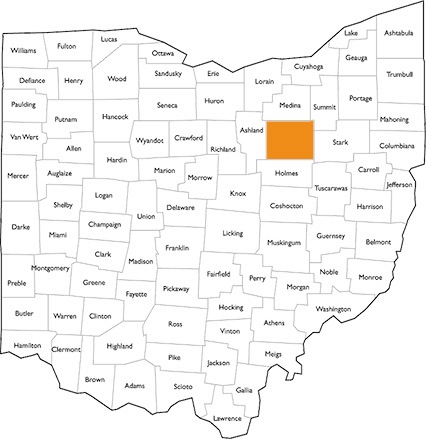 Lake
Ashtabula
Lucas
Fulton
Williams
Ottawa
Geauga
Cuyahoga
Erie
Sandusky
Wood
Trumbull
Defiance
Henry
Lorain
Huron
Medina
Summit
Portage
Paulding
Seneca
Hancock
Putnam
Mahoning
Van Wert
Wyandot
Crawford
Ashland
Richland
Stark
Columbiana
Allen
Hardin
Marion
Morrow
Holmes
Carroll
Mercer
Auglaize
Tuscarawas
Jefferson
Logan
Knox
Shelby
Union
Delaware
Coshocton
Harrison
Darke
Champaign
Miami
Licking
Muskingum
Guernsey
Belmont
Franklin
Clark
Madison
Montgomery
Fairfield
Perry
Noble
Monroe
Preble
Greene
Fayette
Pickaway
Morgan
Butler
Warren
Clinton
Hocking
Washington
Ross
Vinton
Athens
Hamilton
Clermont
Highland
Pike
Jackson
Meigs
Brown
Adams
Scioto
Gallia
Lawrence